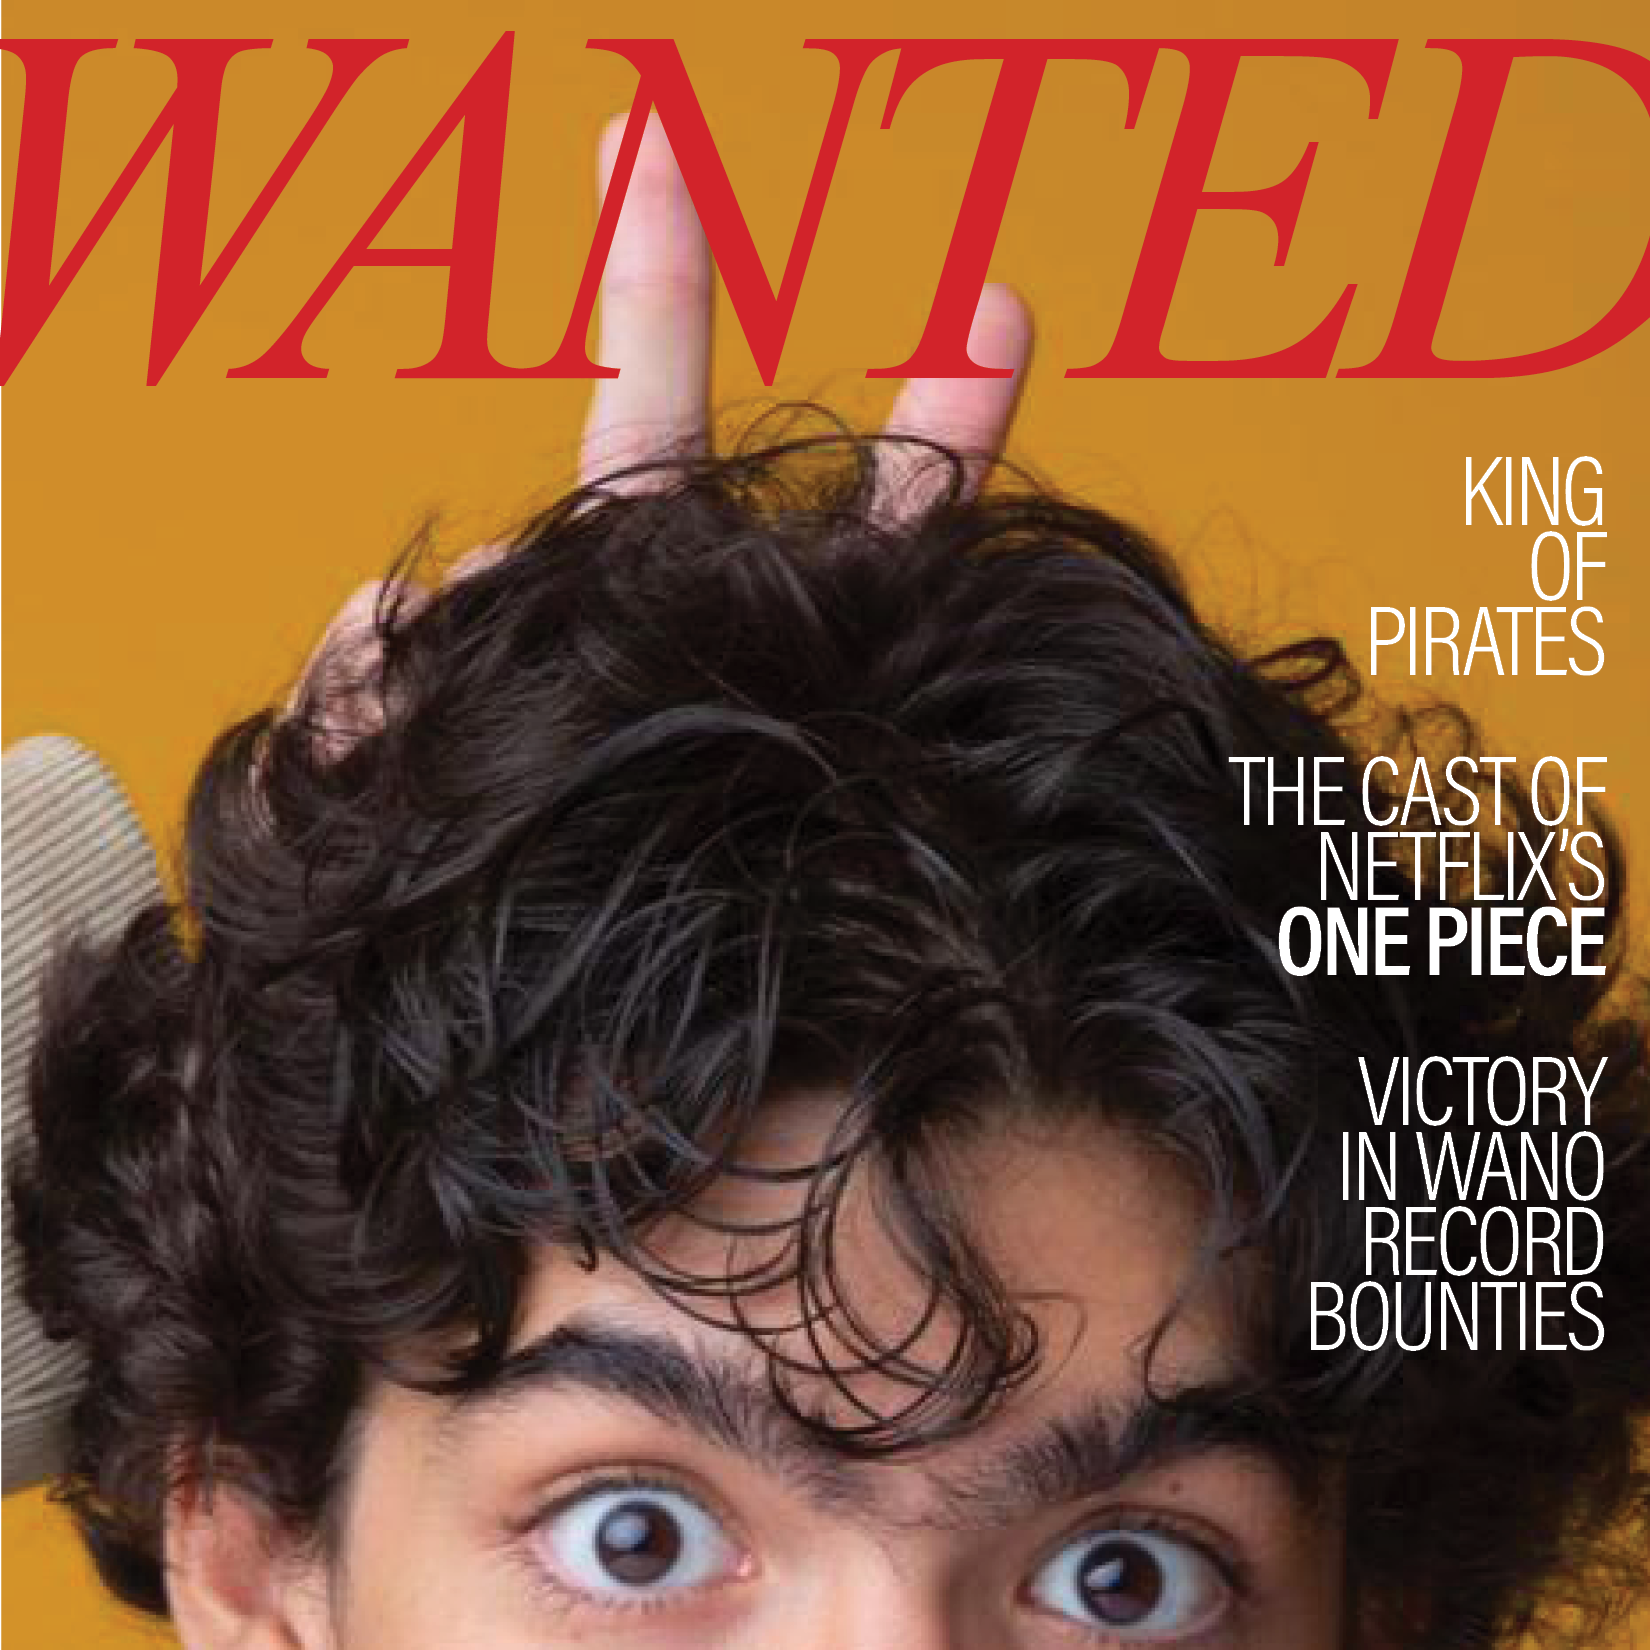 WANTED
KING
OF
PIRATES
THE CAST OF
NETFLIX'S
ONE PIECE
VICTORY
IN WANO
RECORD
BOUNTIES